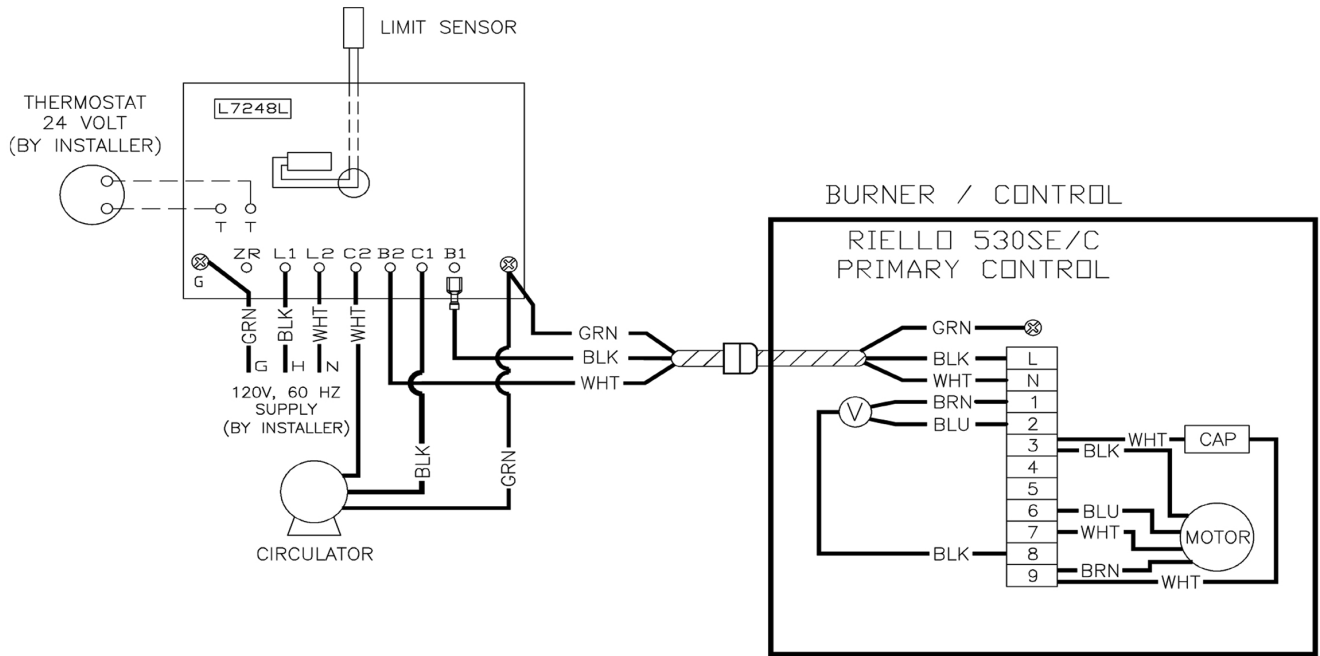 LIMIT SENSOR
THERMOSTAT
24 VOLT
(BY INSTALLER)
L7248L
T T
ZR L1 L2 C2 B2 C1 B1
G
GRN
BLK
WHT
WHT
G H N
120V, 60 HZ
SUPPLY
(BY INSTALLER)
BLK
GRN
CIRCULATOR
GRN
BLK
WHT
BURNER / CONTROL
RIELLO 530SE/C
PRIMARY CONTROL
GRN
BLK L
WHT N
BRN 1
V
BLU 2
3 WHT CAP
BLK
4
5
6 BLU
7 WHT MOTOR
BLK 8
9 BRN
WHT